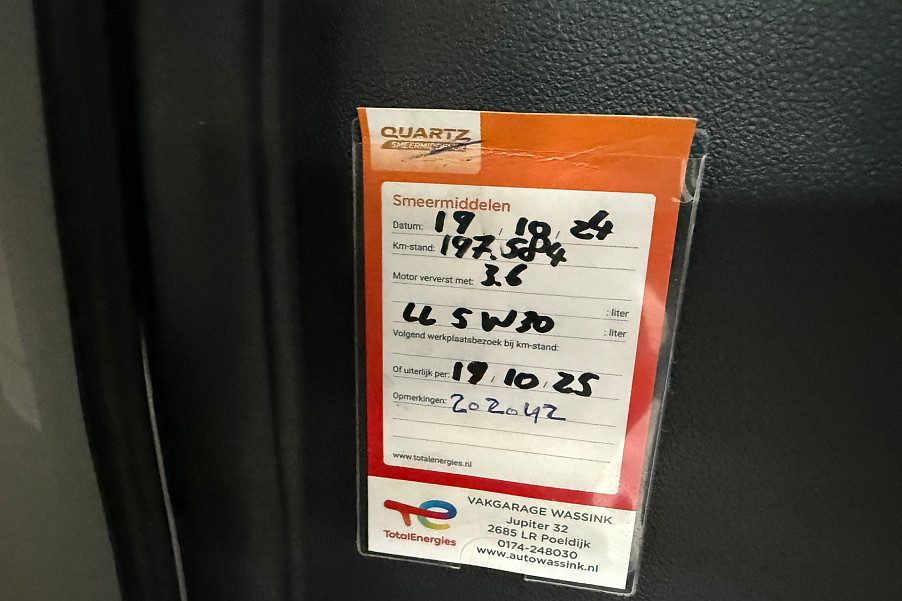 QUARTZ
SMEERMIDDELEN
Smeermiddelen
Datum: 19 / 10 / 24
Km-stand: 197.584
Motor ververst met: 3.6
: liter
LL 5W30 : liter
Volgend werkplaatsbezoek bij km-stand:
Of uiterlijk per: 19 / 10 / 25
Opmerkingen: 202042
www.totalenergies.nl
TotalEnergies
VAKGARAGE WASSINK
Jupiter 32
2685 LR Poeldijk
0174-248030
www.autowassink.nl